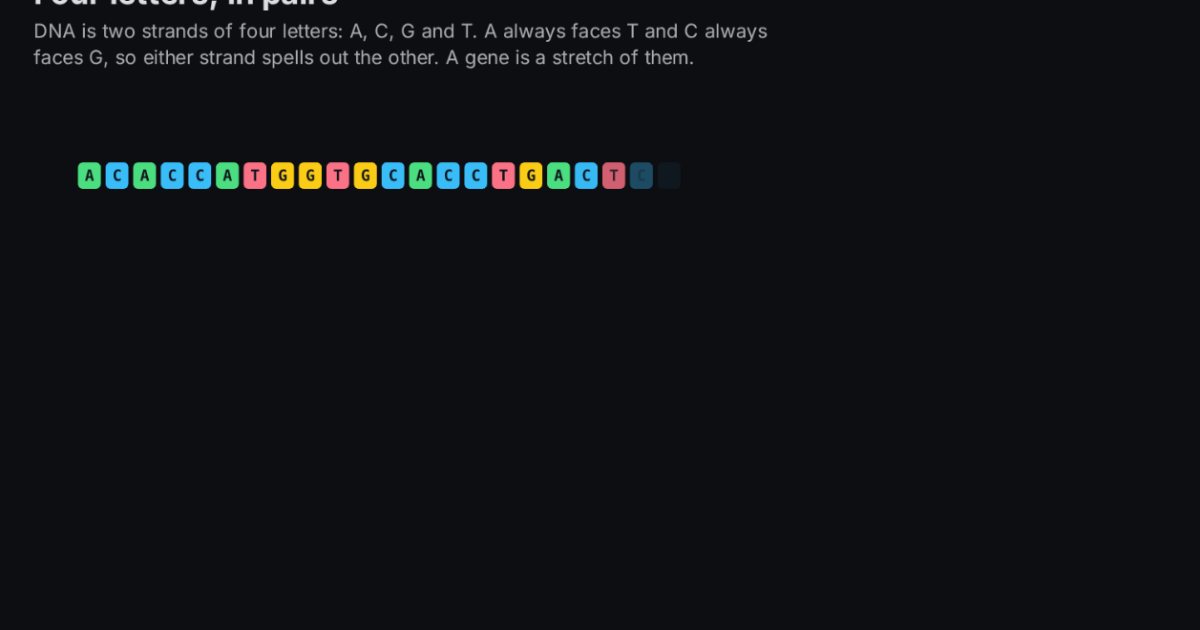 Four letters, in pairs
DNA is two strands of four letters: A, C, G and T. A always faces T and C always
faces G, so either strand spells out the other. A gene is a stretch of them.
A C A C C A T G G T G C A C C T G A C T C